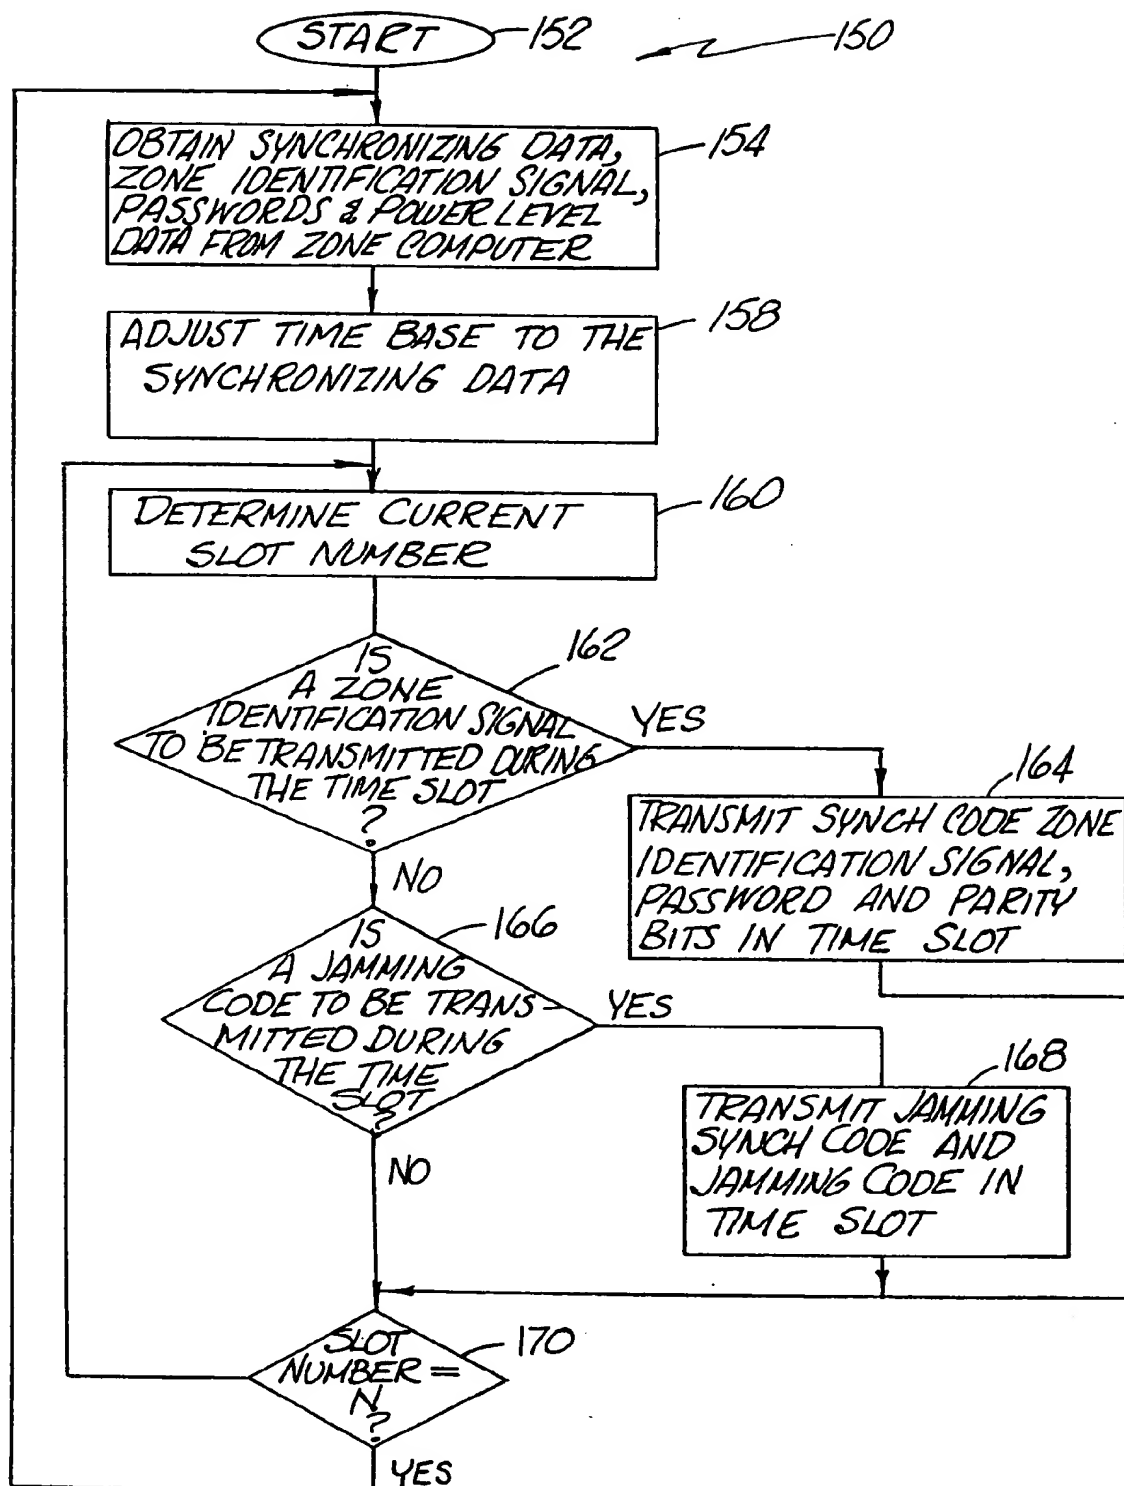 START
152
150
OBTAIN SYNCHRONIZING DATA,
ZONE IDENTIFICATION SIGNAL,
PASSWORDS & POWER LEVEL
DATA FROM ZONE COMPUTER
154
ADJUST TIME BASE TO THE
SYNCHRONIZING DATA
158
DETERMINE CURRENT
SLOT NUMBER
160
IS
A ZONE
IDENTIFICATION SIGNAL
TO BE TRANSMITTED DURING
THE TIME SLOT
?
162
YES
NO
TRANSMIT SYNCH CODE ZONE
IDENTIFICATION SIGNAL,
PASSWORD AND PARITY
BITS IN TIME SLOT
164
IS
A JAMMING
CODE TO BE TRANS-
MITTED DURING
THE TIME
SLOT
?
166
YES
NO
TRANSMIT JAMMING
SYNCH CODE AND
JAMMING CODE IN
TIME SLOT
168
SLOT
NUMBER =
N
?
170
YES